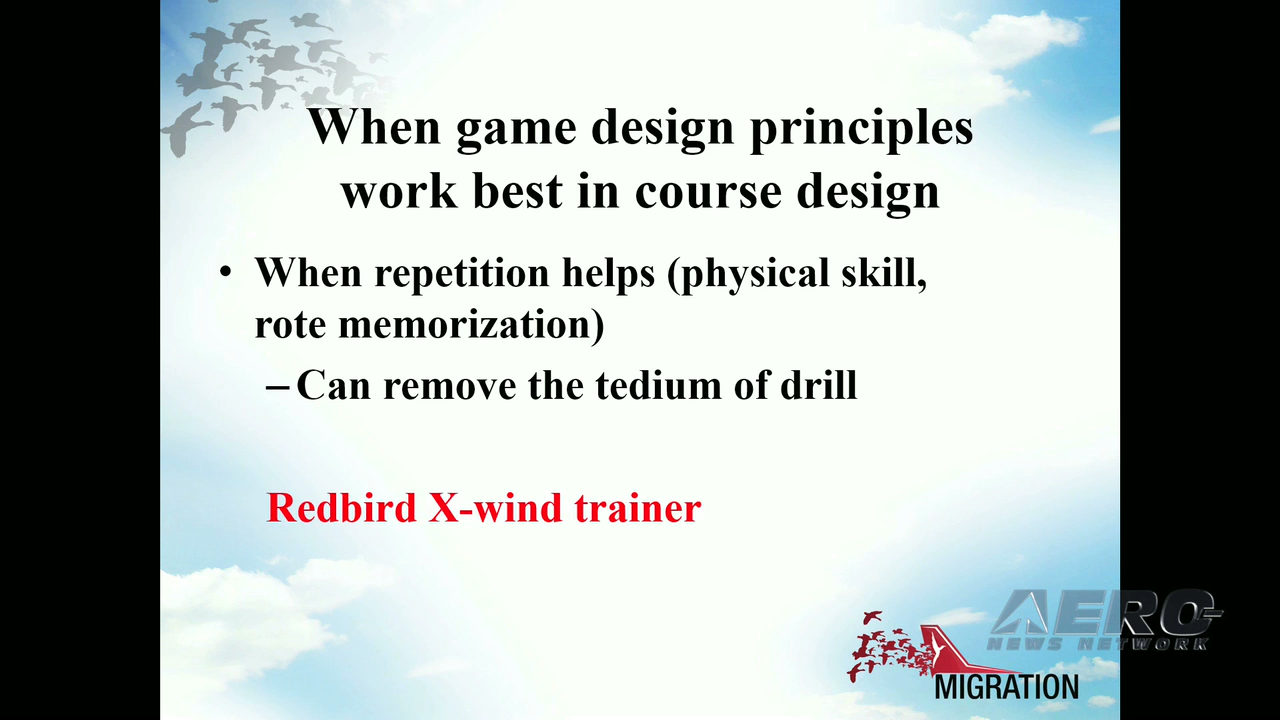 When game design principles
work best in course design
• When repetition helps (physical skill,
rote memorization)
– Can remove the tedium of drill
Redbird X-wind trainer
AERO
NEWS NETWORK
MIGRATION